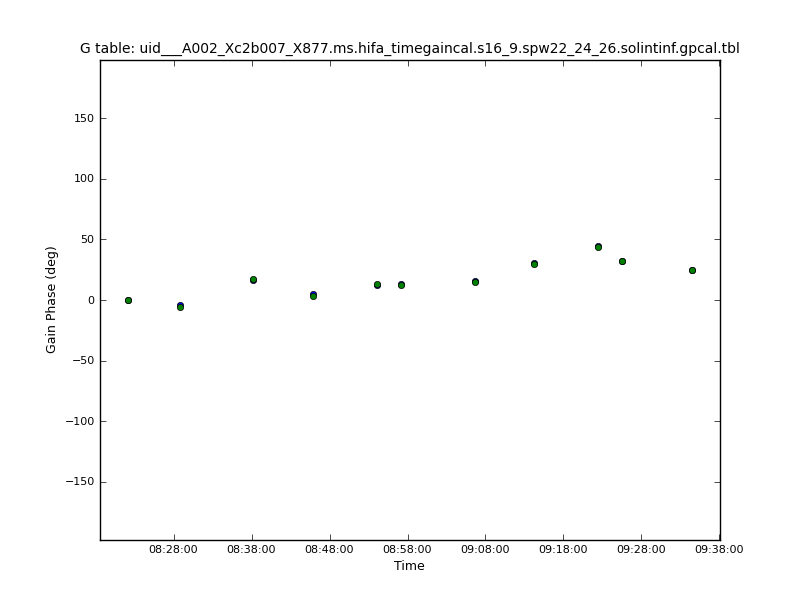 G table: uid___A002_Xc2b007_X877.ms.hifa_timegaincal.s16_9.spw22_24_26.solintinf.gpcal.tbl
150
100
50
0
−50
−100
−150
Gain Phase (deg)
08:28:00 08:38:00 08:48:00 08:58:00 09:08:00 09:18:00 09:28:00 09:38:00
Time